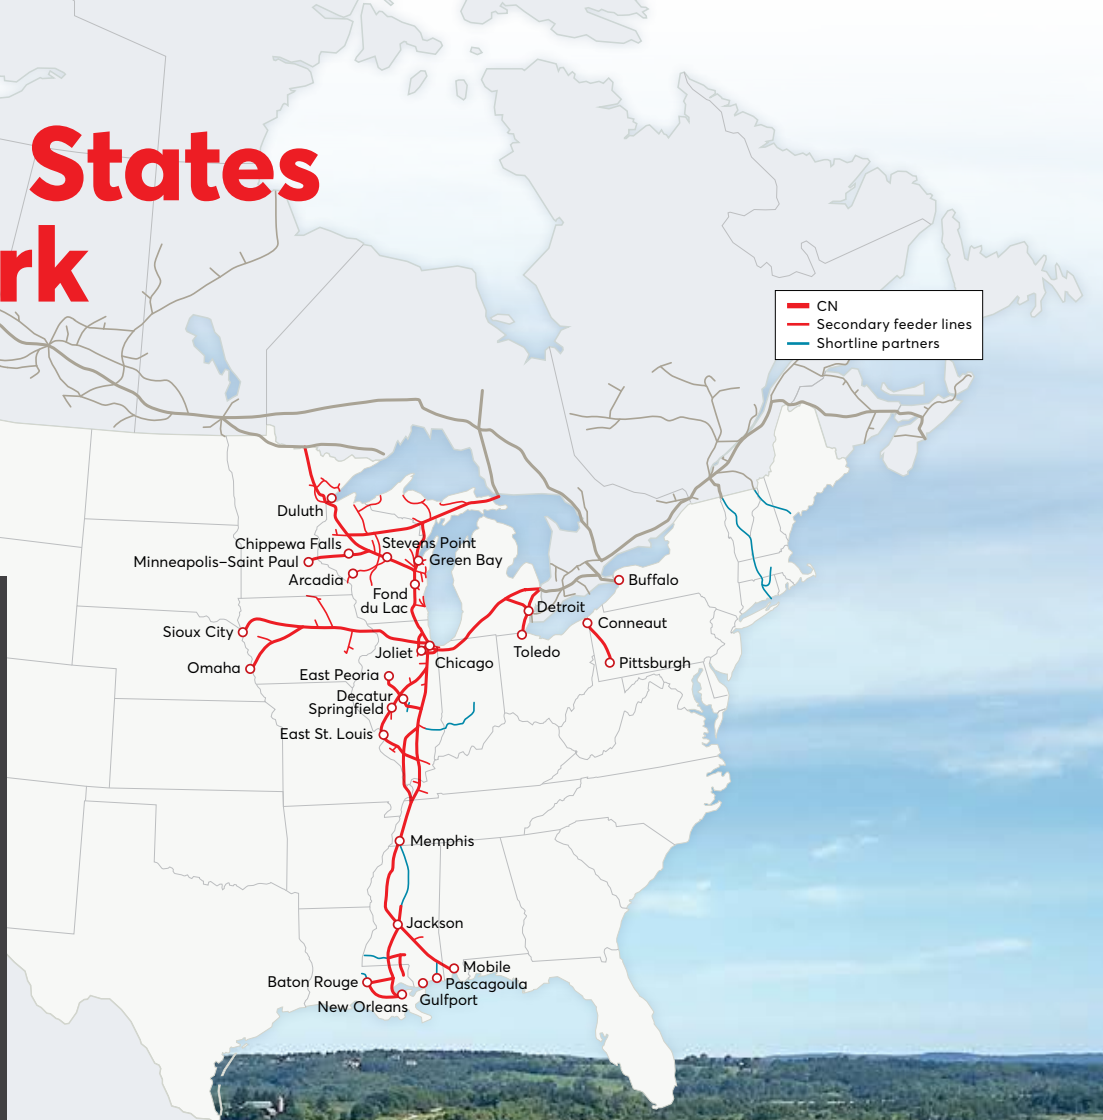 States
rk
CN
Secondary feeder lines
Shortline partners
Duluth
Chippewa Falls
Stevens Point
Minneapolis–Saint Paul
Green Bay
Arcadia
Fond
du Lac
Buffalo
Detroit
Conneaut
Sioux City
Joliet
Chicago
Toledo
Pittsburgh
Omaha
East Peoria
Decatur
Springfield
East St. Louis
Memphis
Jackson
Mobile
Baton Rouge
Pascagoula
Gulfport
New Orleans